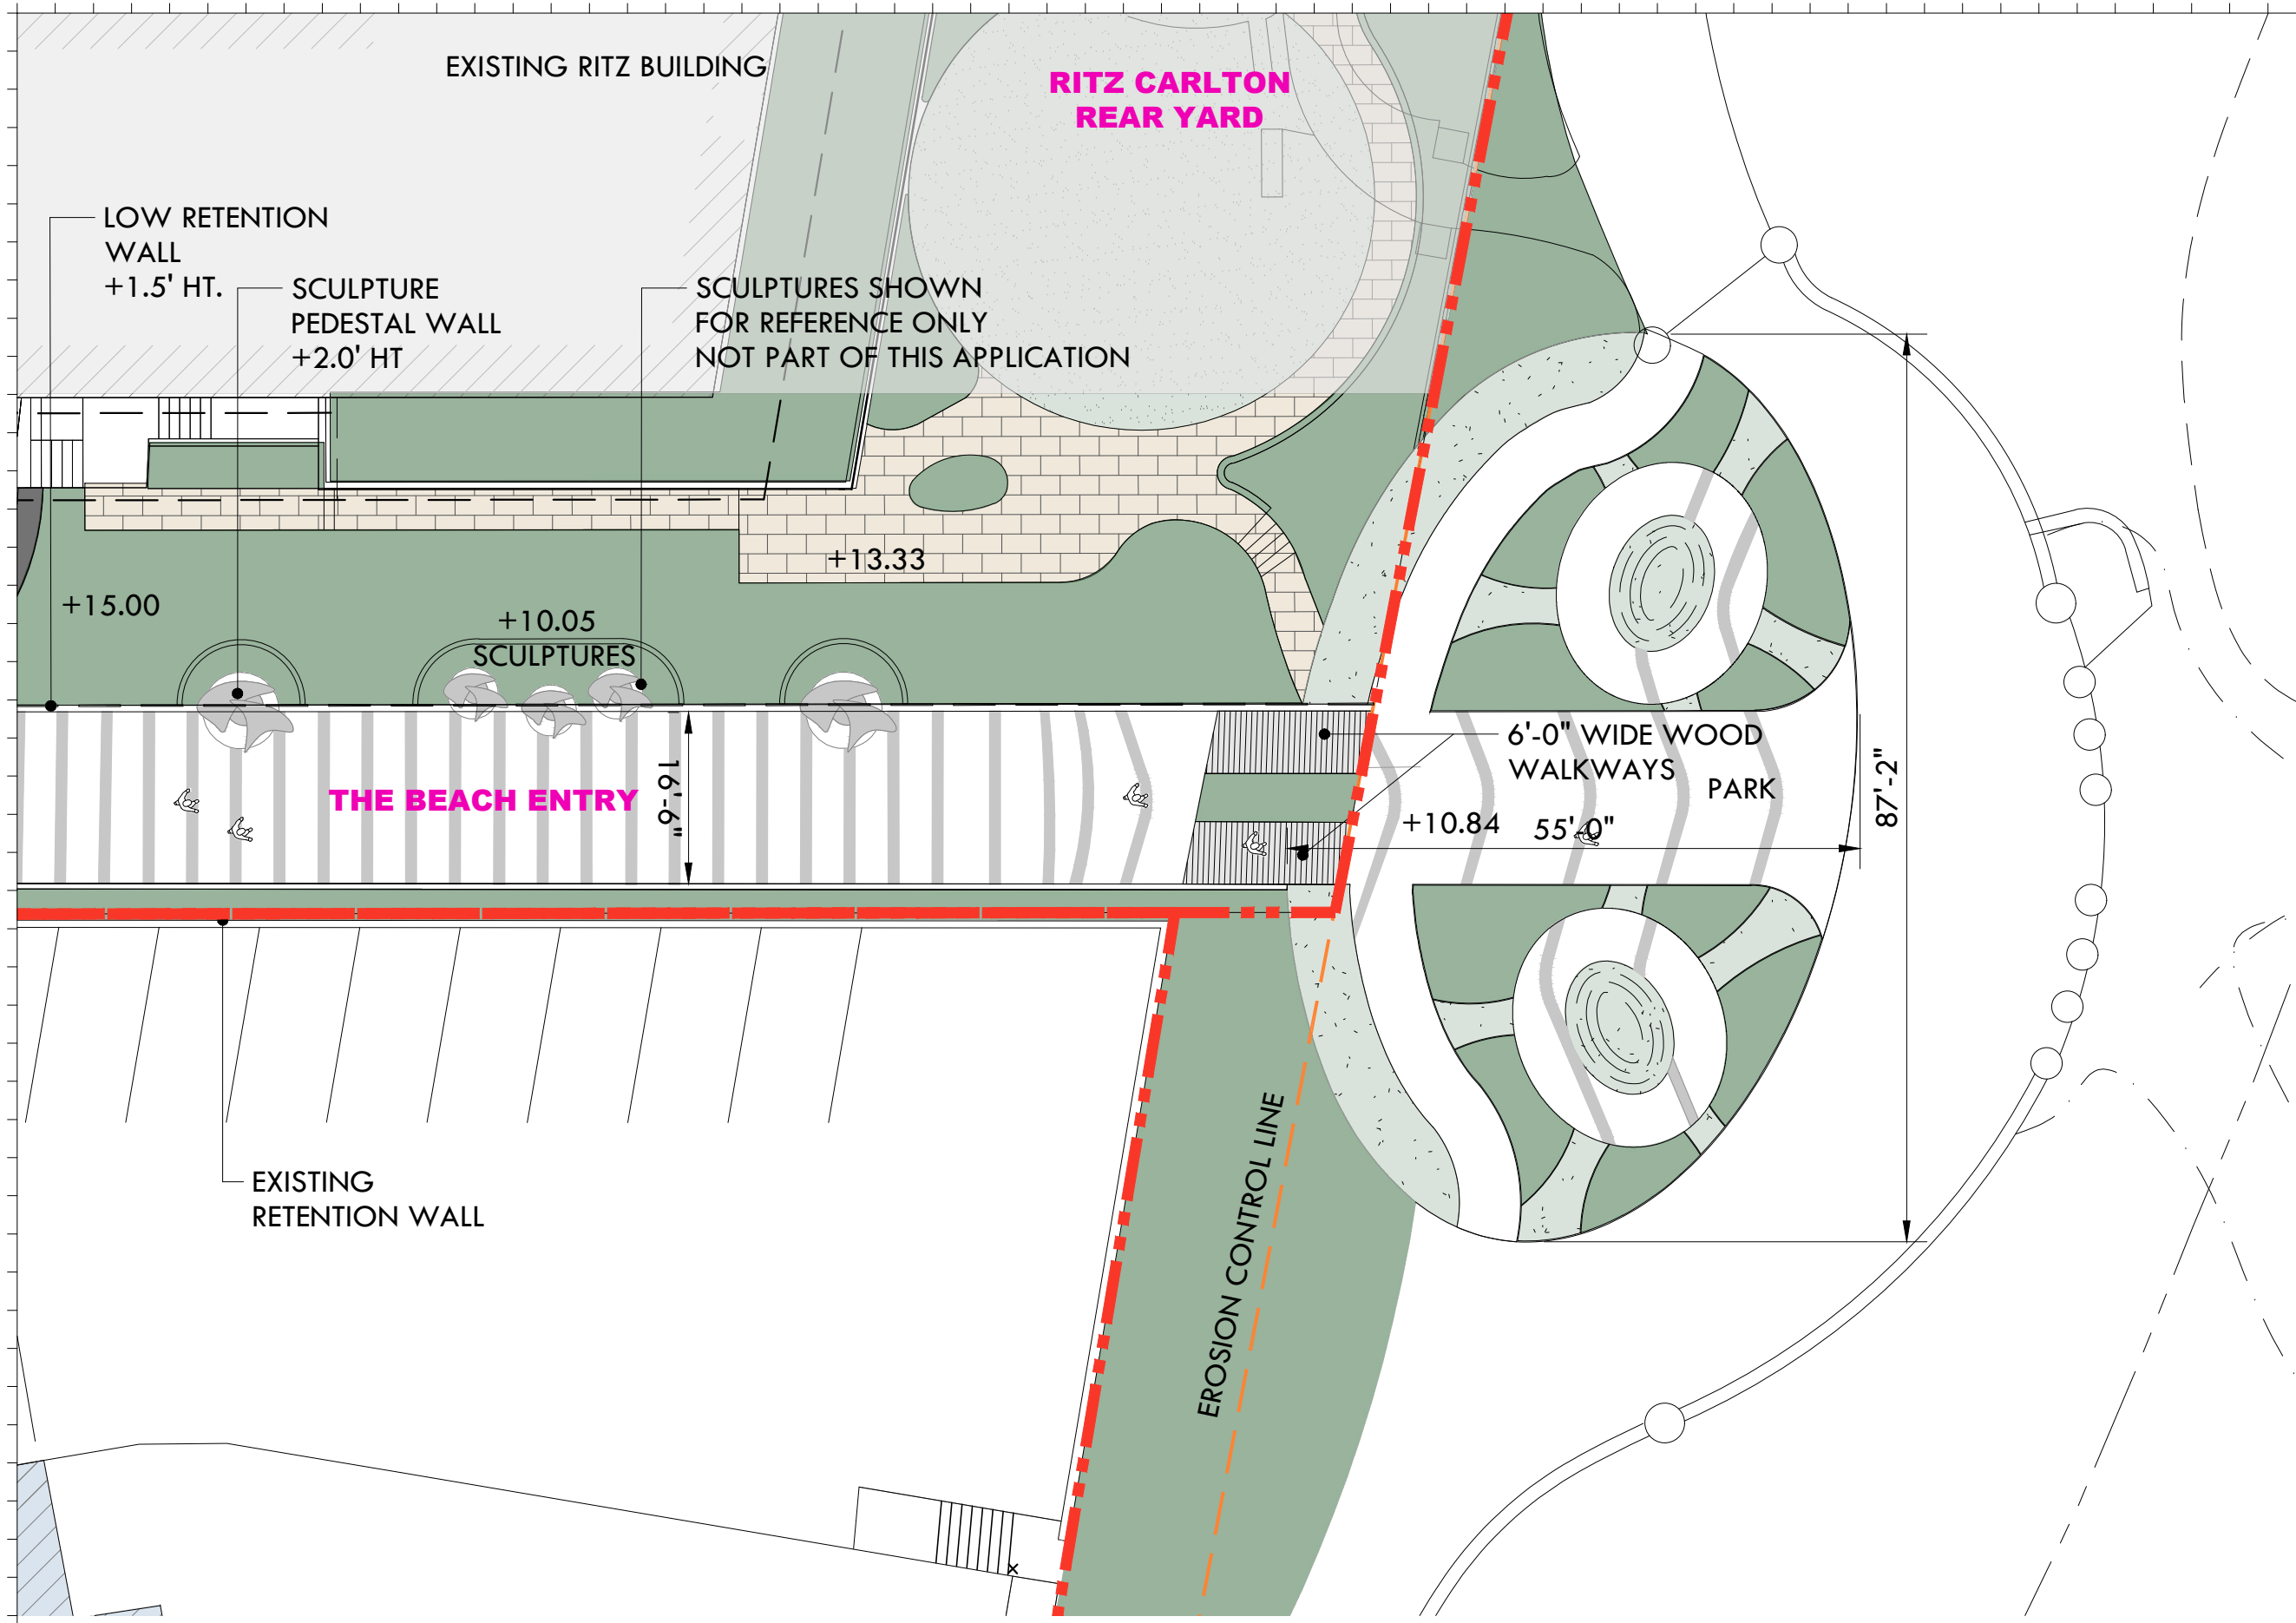 EXISTING RITZ BUILDING
RITZ CARLTON
REAR YARD
LOW RETENTION
WALL
+1.5' HT.
SCULPTURE
PEDESTAL WALL
+2.0' HT
SCULPTURES SHOWN
FOR REFERENCE ONLY
NOT PART OF THIS APPLICATION
+13.33
+15.00
+10.05
SCULPTURES
6'-0" WIDE WOOD
WALKWAYS
PARK
THE BEACH ENTRY
16'-6"
+10.84
55'-0"
87'-2"
EROSION CONTROL LINE
EXISTING
RETENTION WALL